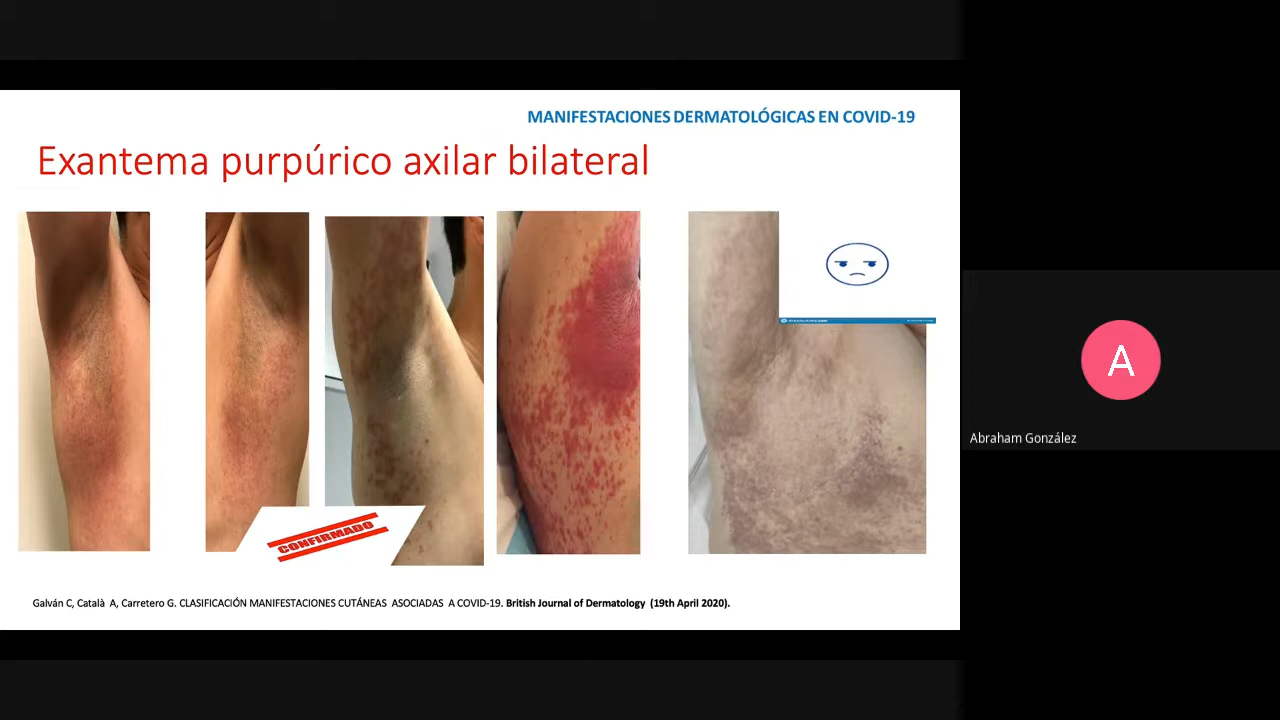 MANIFESTACIONES DERMATOLÓGICAS EN COVID-19
Exantema purpúrico axilar bilateral
CONFIRMADO
A
Abraham González
Galván C, Català A, Carretero G. CLASIFICACIÓN MANIFESTACIONES CUTÁNEAS ASOCIADAS A COVID-19. British Journal of Dermatology (19th April 2020).